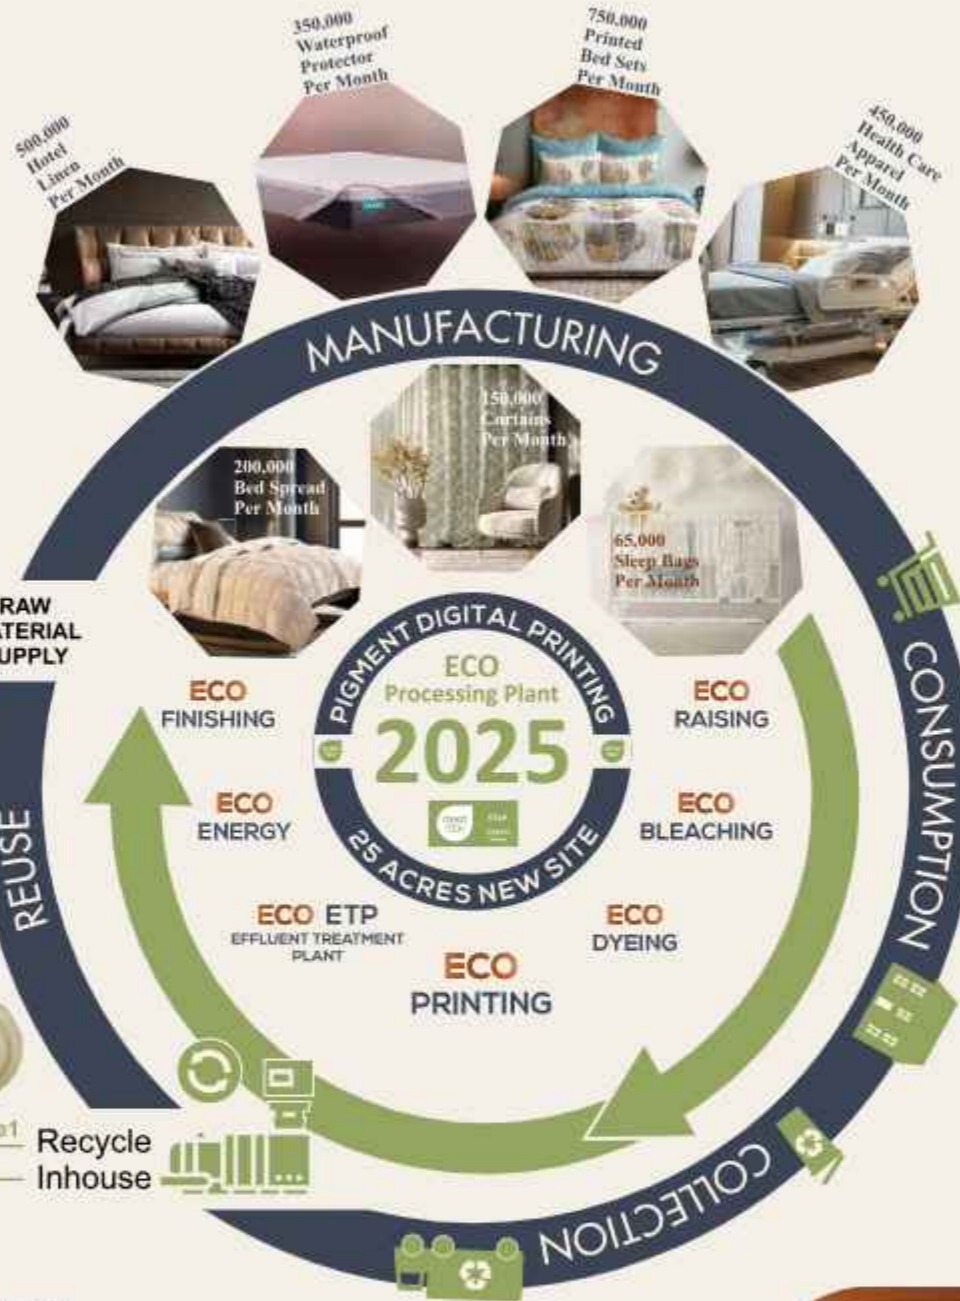 350,000
Waterproof
Protector
Per Month
750,000
Printed
Bed Sets
Per Month
500,000
Hotel
Linen
Per Month
450,000
Health Care
Apparel
Per Month
MANUFACTURING
150,000
Curtains
Per Month
200,000
Bed Spread
Per Month
65,000
Sleep Bags
Per Month
RAW
ATERIAL
UPPLY
PIGMENT DIGITAL PRINTING
ECO
Processing Plant
2025
25 ACRES NEW SITE
ECO
FINISHING
ECO
RAISING
ECO
ENERGY
ECO
BLEACHING
ECO ETP
EFFLUENT TREATMENT
PLANT
ECO
DYEING
ECO
PRINTING
CONSUMPTION
REUSE
Recycle
Inhouse
COLLECTION